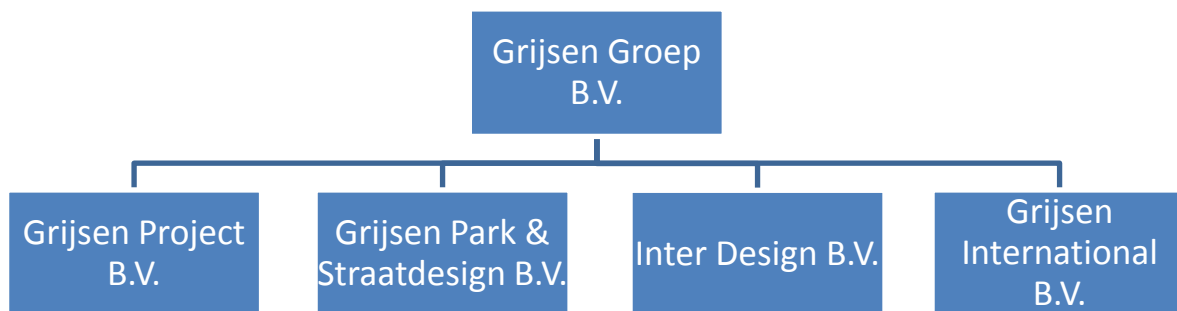 Grijsen Groep
B.V.
Grijsen Project
B.V.
Grijsen Park &
Straatdesign B.V.
Inter Design B.V.
Grijsen
International
B.V.